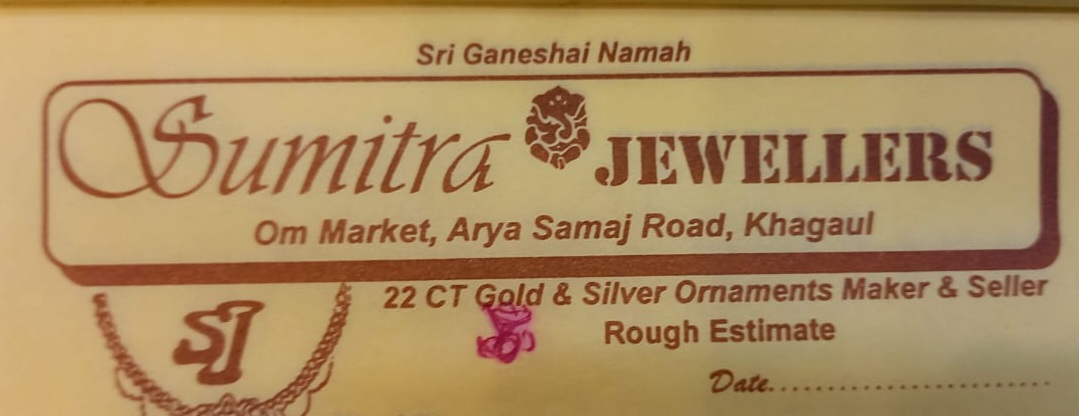 Sri Ganeshai Namah
Sumitra JEWELLERS
Om Market, Arya Samaj Road, Khagaul
22 CT Gold & Silver Ornaments Maker & Seller
SJ
Rough Estimate
Date..............................